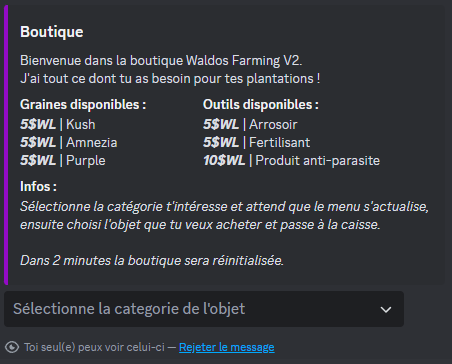 Boutique
Bienvenue dans la boutique Waldos Farming V2.
J'ai tout ce dont tu as besoin pour tes plantations !
Graines disponibles :
5$WL | Kush
5$WL | Amnezia
5$WL | Purple
Outils disponibles :
5$WL | Arrosoir
5$WL | Fertilisant
10$WL | Produit anti-parasite
Infos :
Sélectionne la catégorie t'intéresse et attend que le menu s'actualise,
ensuite choisi l'objet que tu veux acheter et passe à la caisse.
Dans 2 minutes la boutique sera réinitialisée.
Sélectionne la categorie de l'objet
Toi seul(e) peux voir celui-ci — Rejeter le message